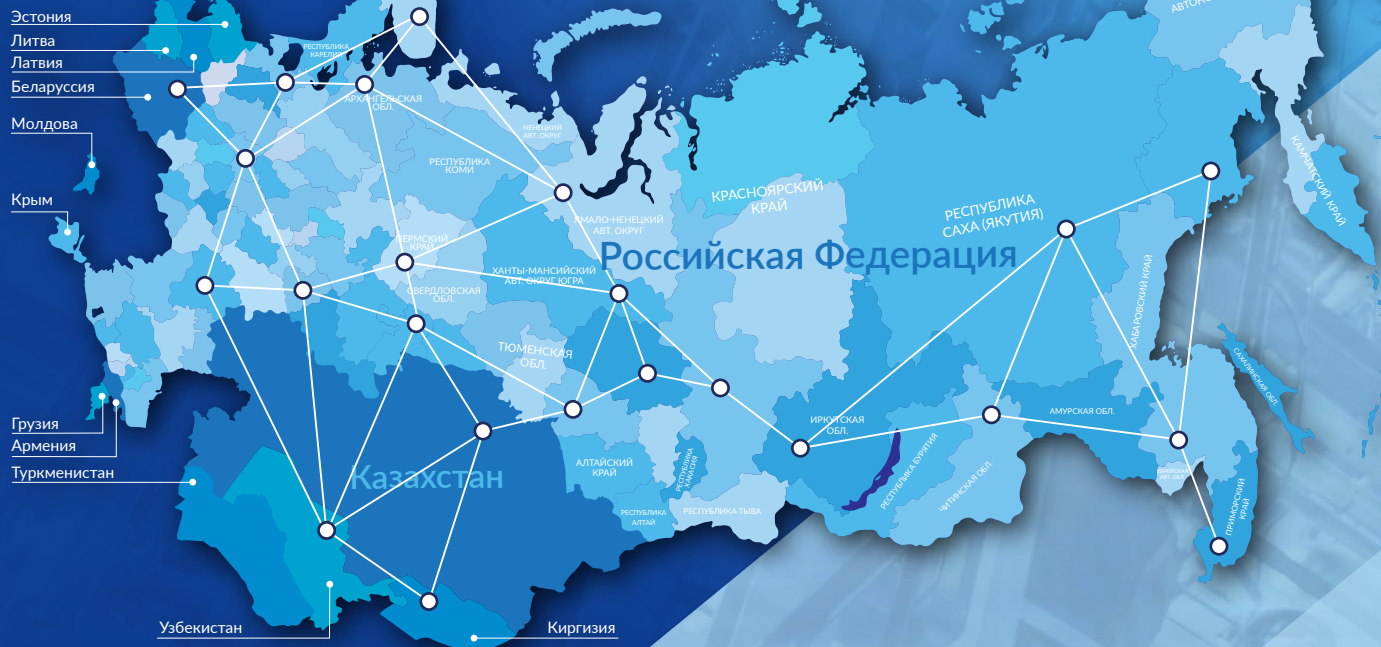 Эстония
Литва
Латвия
Беларуссия
Молдова
Крым
Грузия
Армения
Туркменистан
Узбекистан
Киргизия
Казахстан
Российская Федерация
РЕСПУБЛИКА
КАРЕЛИЯ
АРХАНГЕЛЬСКАЯ
ОБЛ.
НЕНЕЦКИЙ
АВТ. ОКРУГ
РЕСПУБЛИКА
КОМИ
ЯМАЛО-НЕНЕЦКИЙ
АВТ. ОКРУГ
ПЕРМСКИЙ
КРАЙ
СВЕРДЛОВСКАЯ
ОБЛ.
ХАНТЫ-МАНСИЙСКИЙ
АВТ. ОКРУГ ЮГРА
ТЮМЕНСКАЯ
ОБЛ.
КРАСНОЯРСКИЙ
КРАЙ
РЕСПУБЛИКА
САХА (ЯКУТИЯ)
АЛТАЙСКИЙ
КРАЙ
РЕСПУБЛИКА
АЛТАЙ
РЕСПУБЛИКА
ХАКАСИЯ
РЕСПУБЛИКА ТЫВА
ИРКУТСКАЯ
ОБЛ.
РЕСПУБЛИКА БУРЯТИЯ
ЧИТИНСКАЯ ОБЛ.
АМУРСКАЯ ОБЛ.
ХАБАРОВСКИЙ КРАЙ
ЕВРЕЙСКАЯ
АВТ. ОБЛ.
ПРИМОРСКИЙ
КРАЙ
САХАЛИНСКАЯ ОБЛ.
КАМЧАТСКИЙ КРАЙ